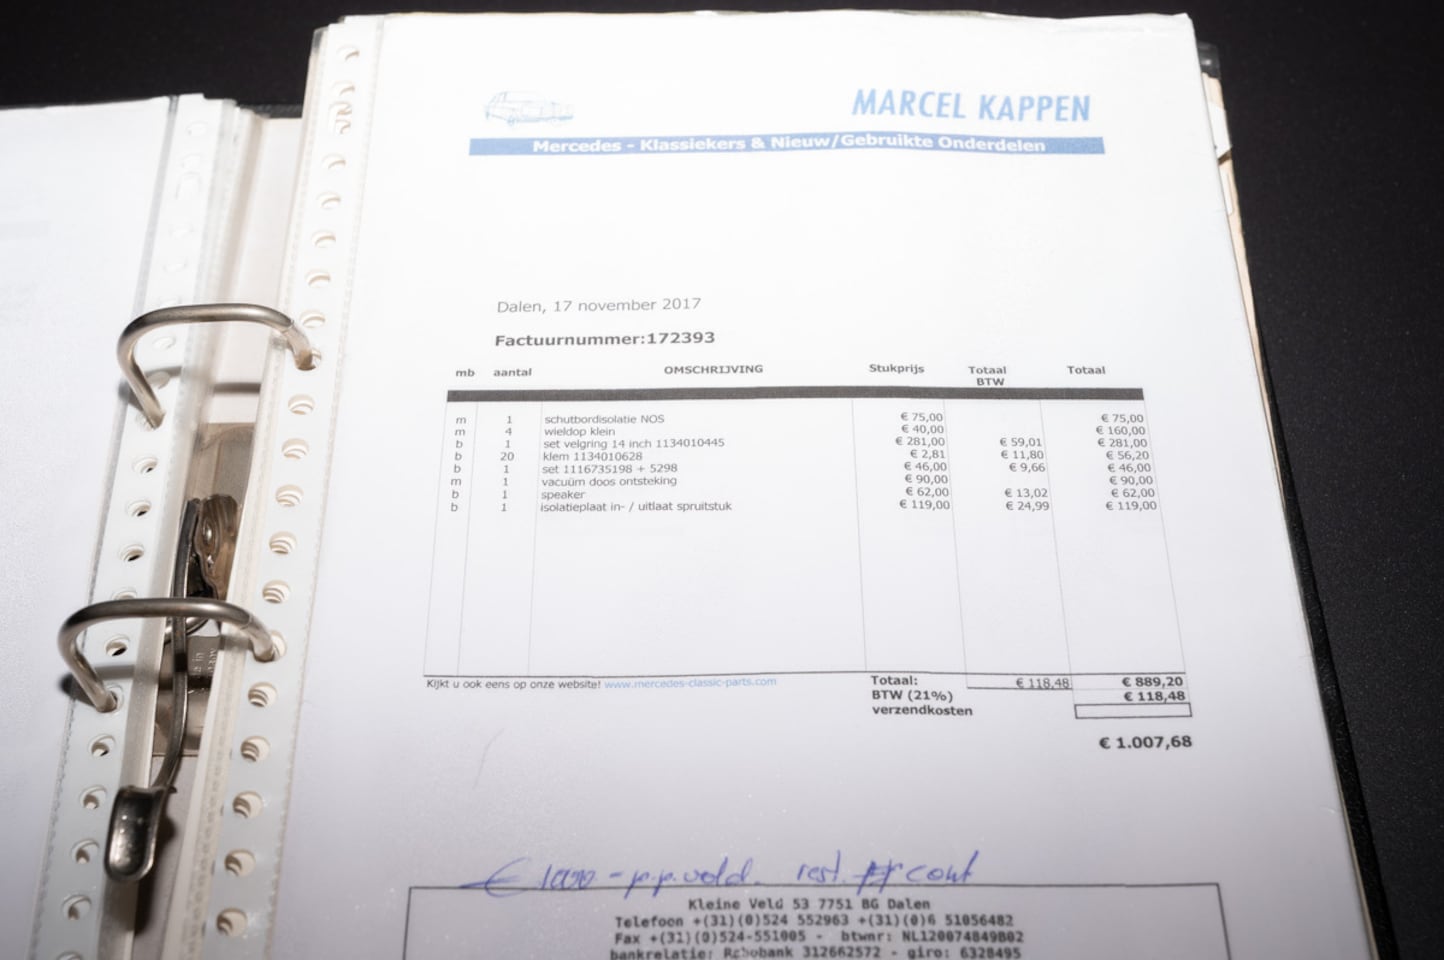 MARCEL KAPPEN
Mercedes - Klassiekers & Nieuw/Gebruikte Onderdelen
Dalen, 17 november 2017
Factuurnummer:172393
mb aantal OMSCHRIJVING Stukprijs Totaal BTW Totaal
m 1 schutbordisolatie NOS € 75,00 € 75,00
m 4 wieldop klein € 40,00 € 160,00
b 1 set velgring 14 inch 1134010445 € 281,00 € 59,01 € 281,00
b 20 klem 1134010628 € 2,81 € 11,80 € 56,20
b 1 set 1116735198 + 5298 € 46,00 € 9,66 € 46,00
m 1 vacuüm doos ontsteking € 90,00 € 90,00
b 1 speaker € 62,00 € 13,02 € 62,00
b 1 isolatieplaat in- / uitlaat spruitstuk € 119,00 € 24,99 € 119,00
Kijkt u ook eens op onze website! www.mercedes-classic-parts.com Totaal: € 118,48 € 889,20
BTW (21%) € 118,48
verzendkosten
€ 1.007,68
rest. cont
Kleine Veld 53 7751 BG Dalen
Telefoon +(31)(0)524 552963 +(31)(0)6 51056482
Fax +(31)(0)524-551005 - btwnr: NL120074849B02
bankrelatie: Rabobank 312662572 - giro: 6328495